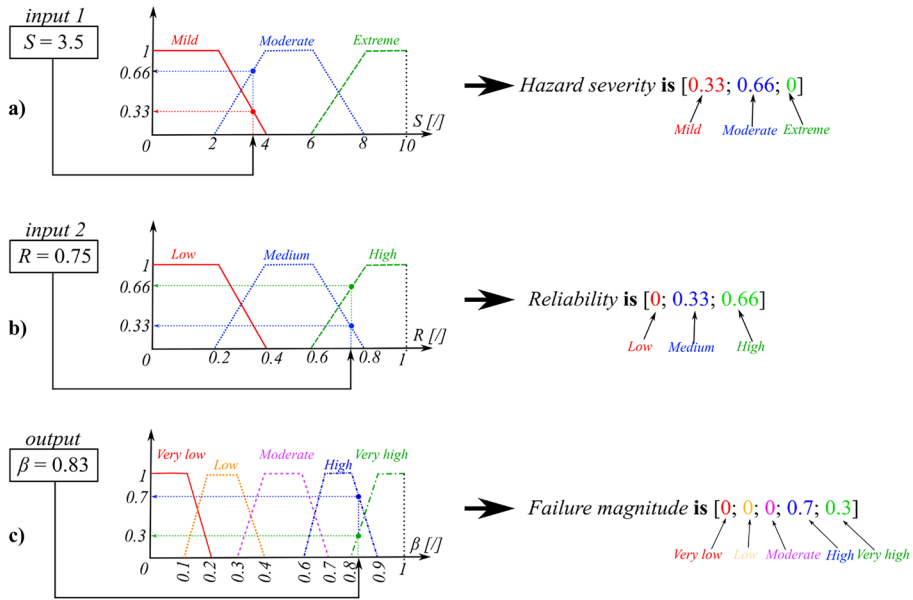 input 1
S = 3.5
a)
Mild
Moderate
Extreme
1
0.66
0.33
0
2
4
6
8
10
S [/]
Hazard severity is [0.33; 0.66; 0]
Mild
Moderate
Extreme
input 2
R = 0.75
b)
Low
Medium
High
1
0.66
0.33
0
0.2
0.4
0.6
0.8
1
R [/]
Reliability is [0; 0.33; 0.66]
Low
Medium
High
output
β = 0.83
c)
Very low
Low
Moderate
High
Very high
1
0.7
0.3
0
0.1
0.2
0.3
0.4
0.6
0.7
0.8
0.9
1
β [/]
Failure magnitude is [0; 0; 0; 0.7; 0.3]
Very low
Low
Moderate
High
Very high